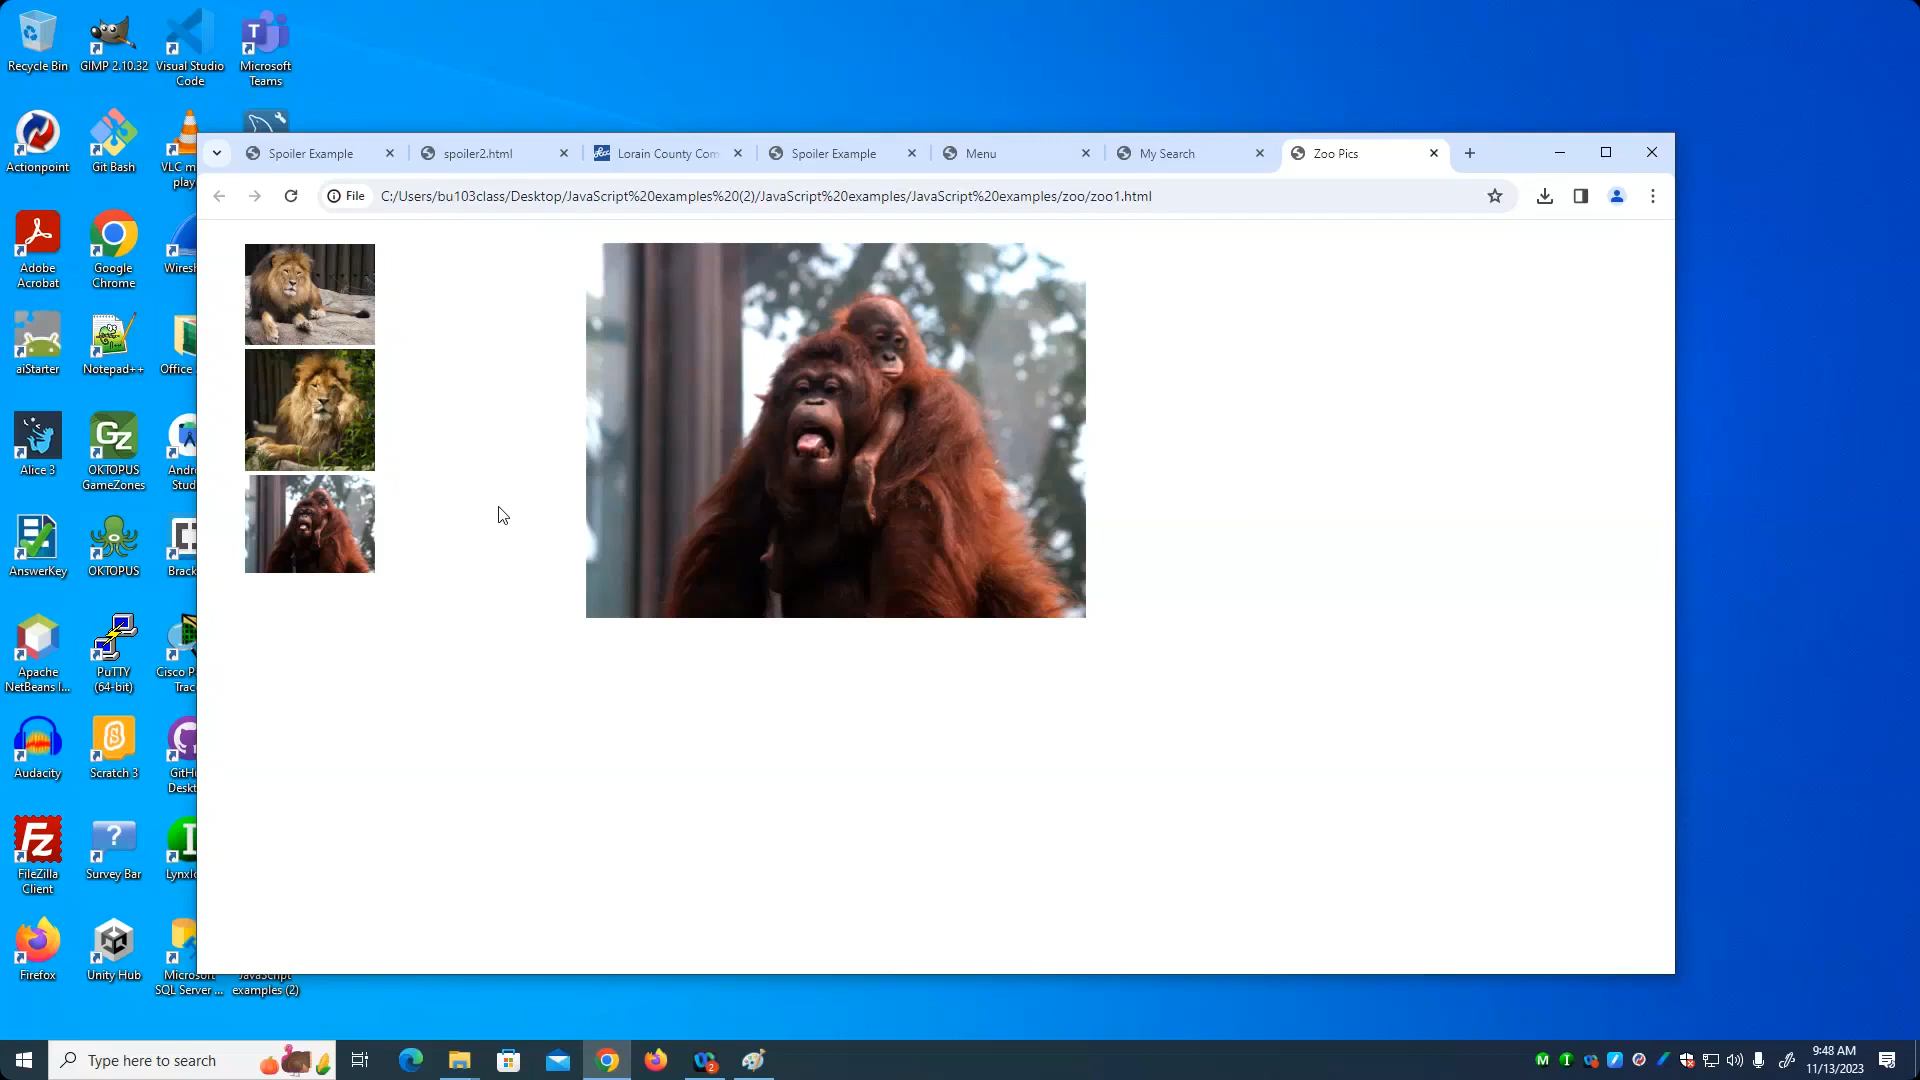 Recycle Bin
GIMP 2.10.32
Visual Studio
Code
Microsoft
Teams
Actionpoint
Git Bash
VLC m
play
Spoiler Example
spoiler2.html
Lorain County Com
Spoiler Example
Menu
My Search
Zoo Pics
File
C:/Users/bu103class/Desktop/JavaScript%20examples%20(2)/JavaScript%20examples/JavaScript%20examples/zoo/zoo1.html
Adobe
Acrobat
Google
Chrome
Wiresh
aiStarter
Notepad++
Office
Alice 3
OKTOPUS
GameZones
Andr
Stud
AnswerKey
OKTOPUS
Brack
Apache
NetBeans I...
PuTTY
(64-bit)
Cisco P
Trac
Audacity
Scratch 3
GitHu
Deskt
FileZilla
Client
Survey Bar
LynxIo
Firefox
Unity Hub
Microsoft
SQL Server ...
JavaScript
examples (2)
Type here to search
2
9:48 AM
11/13/2023